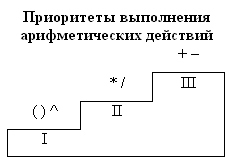 Приоритеты выполнения
арифметических действий
+ –
* /
III
( ) ^
II
I